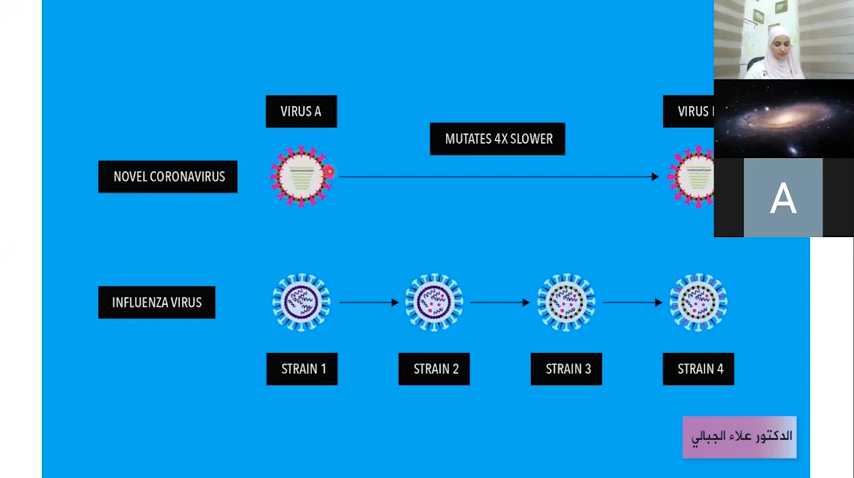 VIRUS A
VIRUS
MUTATES 4X SLOWER
NOVEL CORONAVIRUS
A
INFLUENZA VIRUS
STRAIN 1
STRAIN 2
STRAIN 3
STRAIN 4
الدكتور علاء الجبالي